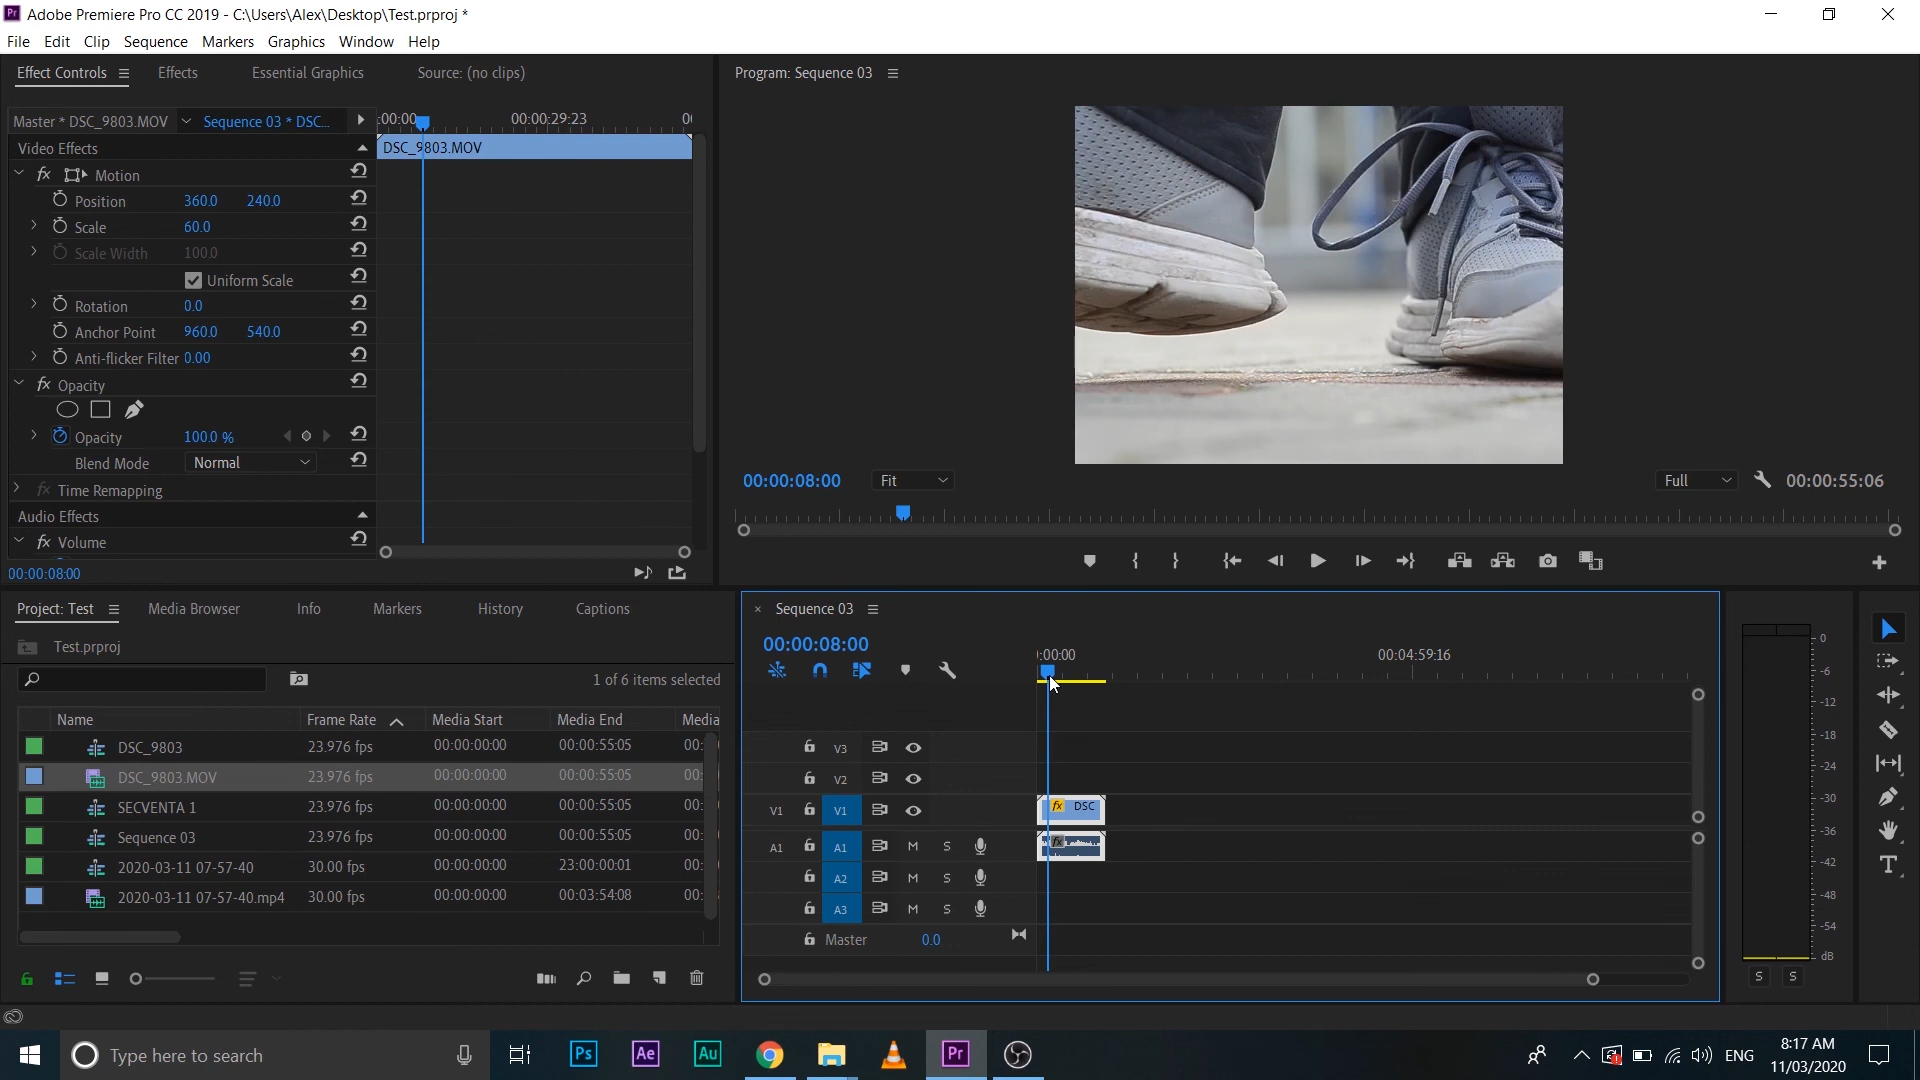 Adobe Premiere Pro CC 2019 - C:\Users\Alex\Desktop\Test.prproj *
File Edit Clip Sequence Markers Graphics Window Help
Effect Controls Effects Essential Graphics Source: (no clips)
Program: Sequence 03
Master * DSC_9803.MOV Sequence 03 * DSC...
:00:00 00:00:29:23
Video Effects
DSC_9803.MOV
Motion
Position 360.0 240.0
Scale 60.0
Scale Width 100.0
Uniform Scale
Rotation 0.0
Anchor Point 960.0 540.0
Anti-flicker Filter 0.00
Opacity
Opacity 100.0 %
Blend Mode Normal
Time Remapping
Audio Effects
Volume
00:00:08:00
00:00:08:00 Fit Full 00:00:55:06
Project: Test Media Browser Info Markers History Captions
Test.prproj
1 of 6 items selected
Name Frame Rate Media Start Media End Media
DSC_9803 23.976 fps 00:00:00:00 00:00:55:05 00:
DSC_9803.MOV 23.976 fps 00:00:00:00 00:00:55:05 00:
SECVENTA 1 23.976 fps 00:00:00:00 00:00:55:05 00:
Sequence 03 23.976 fps 00:00:00:00 00:00:55:05 00:
2020-03-11 07-57-40 30.00 fps 00:00:00:00 23:00:00:01 00:
2020-03-11 07-57-40.mp4 30.00 fps 00:00:00:00 00:03:54:08 00:
× Sequence 03
00:00:08:00
:00:00 00:04:59:16
V3
V2
V1 V1
fx DSC
A1 A1 M S
fx
A2 M S
A3 M S
Master 0.0
0
-6
-12
-18
-24
-30
-36
-42
-48
-54
dB
S S
Type here to search
Ps Ae Au Pr
ENG
8:17 AM
11/03/2020